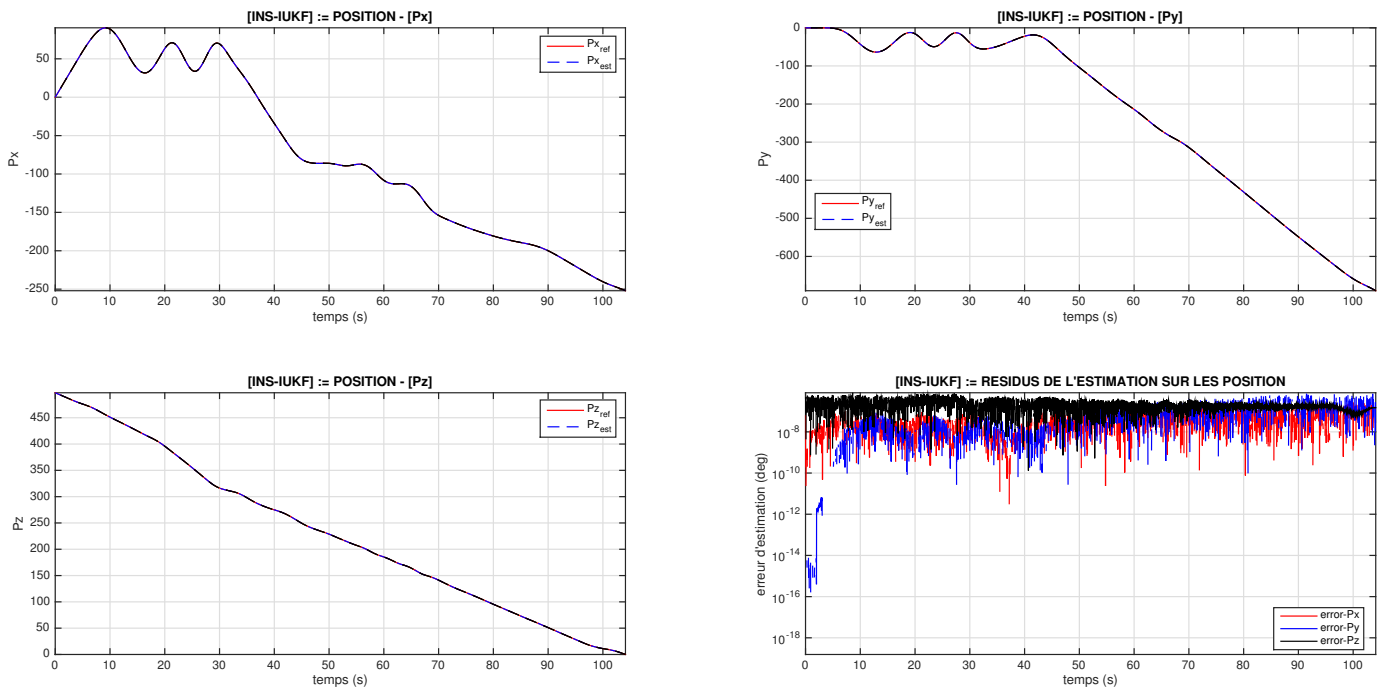 [INS-IUKF] := POSITION - [Px]
Px
50
0
-50
-100
-150
-200
-250
0 10 20 30 40 50 60 70 80 90 100
temps (s)
Px_ref
Px_est
[INS-IUKF] := POSITION - [Py]
Py
0
-100
-200
-300
-400
-500
-600
0 10 20 30 40 50 60 70 80 90 100
temps (s)
Py_ref
Py_est
[INS-IUKF] := POSITION - [Pz]
Pz
450
400
350
300
250
200
150
100
50
0
0 10 20 30 40 50 60 70 80 90 100
temps (s)
Pz_ref
Pz_est
[INS-IUKF] := RESIDUS DE L'ESTIMATION SUR LES POSITION
erreur d'estimation (deg)
10^-8
10^-10
10^-12
10^-14
10^-16
10^-18
0 10 20 30 40 50 60 70 80 90 100
temps (s)
error-Px
error-Py
error-Pz